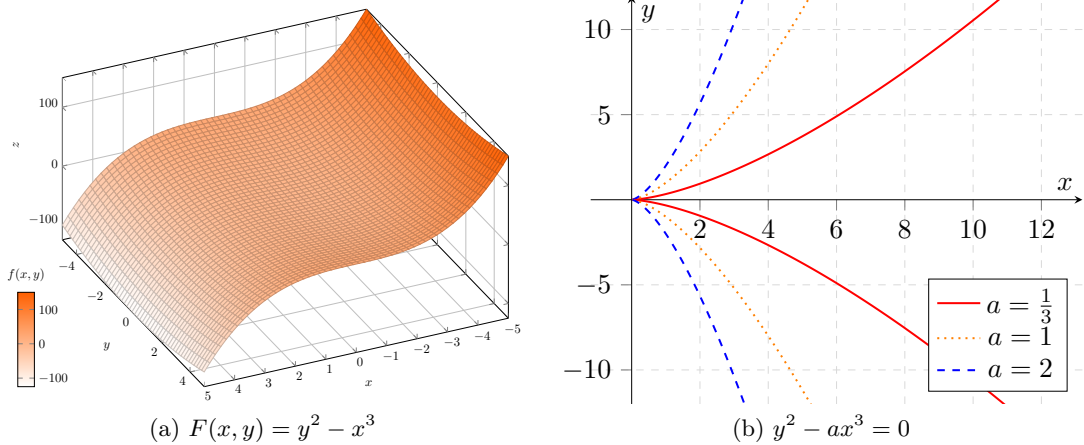 100
0
−100
z
−4
−2
0
2
4
y
5
4
3
2
1
0
-1
-2
-3
-4
-5
x
f(x, y)
100
0
−100
(a) F(x, y) = y² − x³
y
10
5
−5
−10
2
4
6
8
10
12
x
a = 1/3
a = 1
a = 2
(b) y² − ax³ = 0